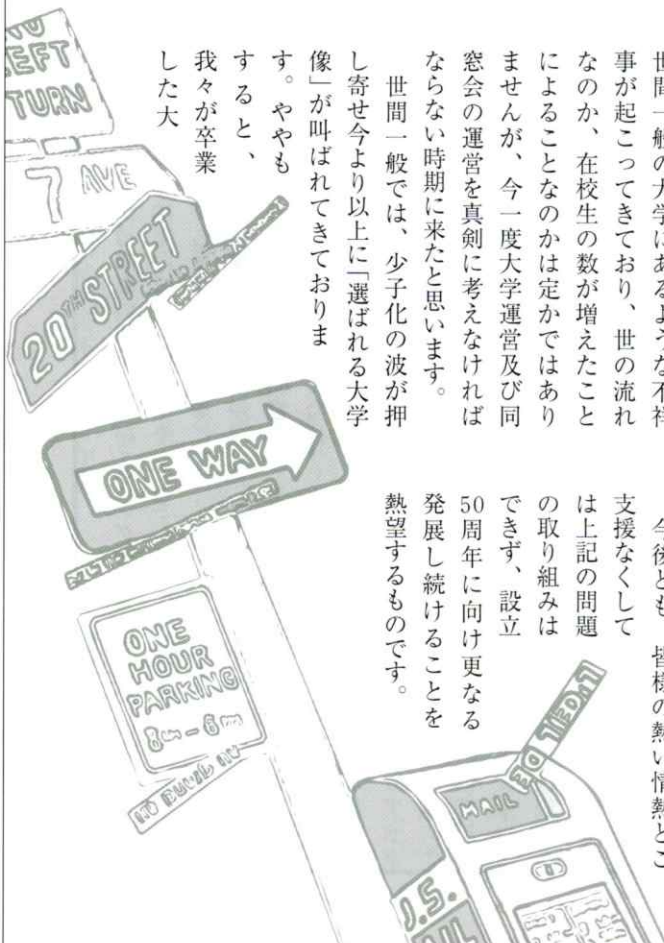 世間一般の大学にあるような不祥
事が起こってきており、世の流れ
なのか、在校生の数が増えたこと
によることなのかは定かではあり
ませんが、今一度大学運営及び同
窓会の運営を真剣に考えなければ
ならない時期に来たと思います。
世間一般では、少子化の波が押
し寄せ今より以上に「選ばれる大学
像」が叫ばれてきておりま
す。ややも
すると、
我々が卒業
した大
今後とも、皆様の熱い情熱とご
支援なくして
は上記の問題
の取り組みは
できず、設立
50周年に向け更なる
発展し続けることを
熱望するものです。
NO
LEFT
TURN
7 AVE
20TH STREET
ONE WAY
ONE
HOUR
PARKING
8am - 6pm
MAIL
U.S.
MAIL